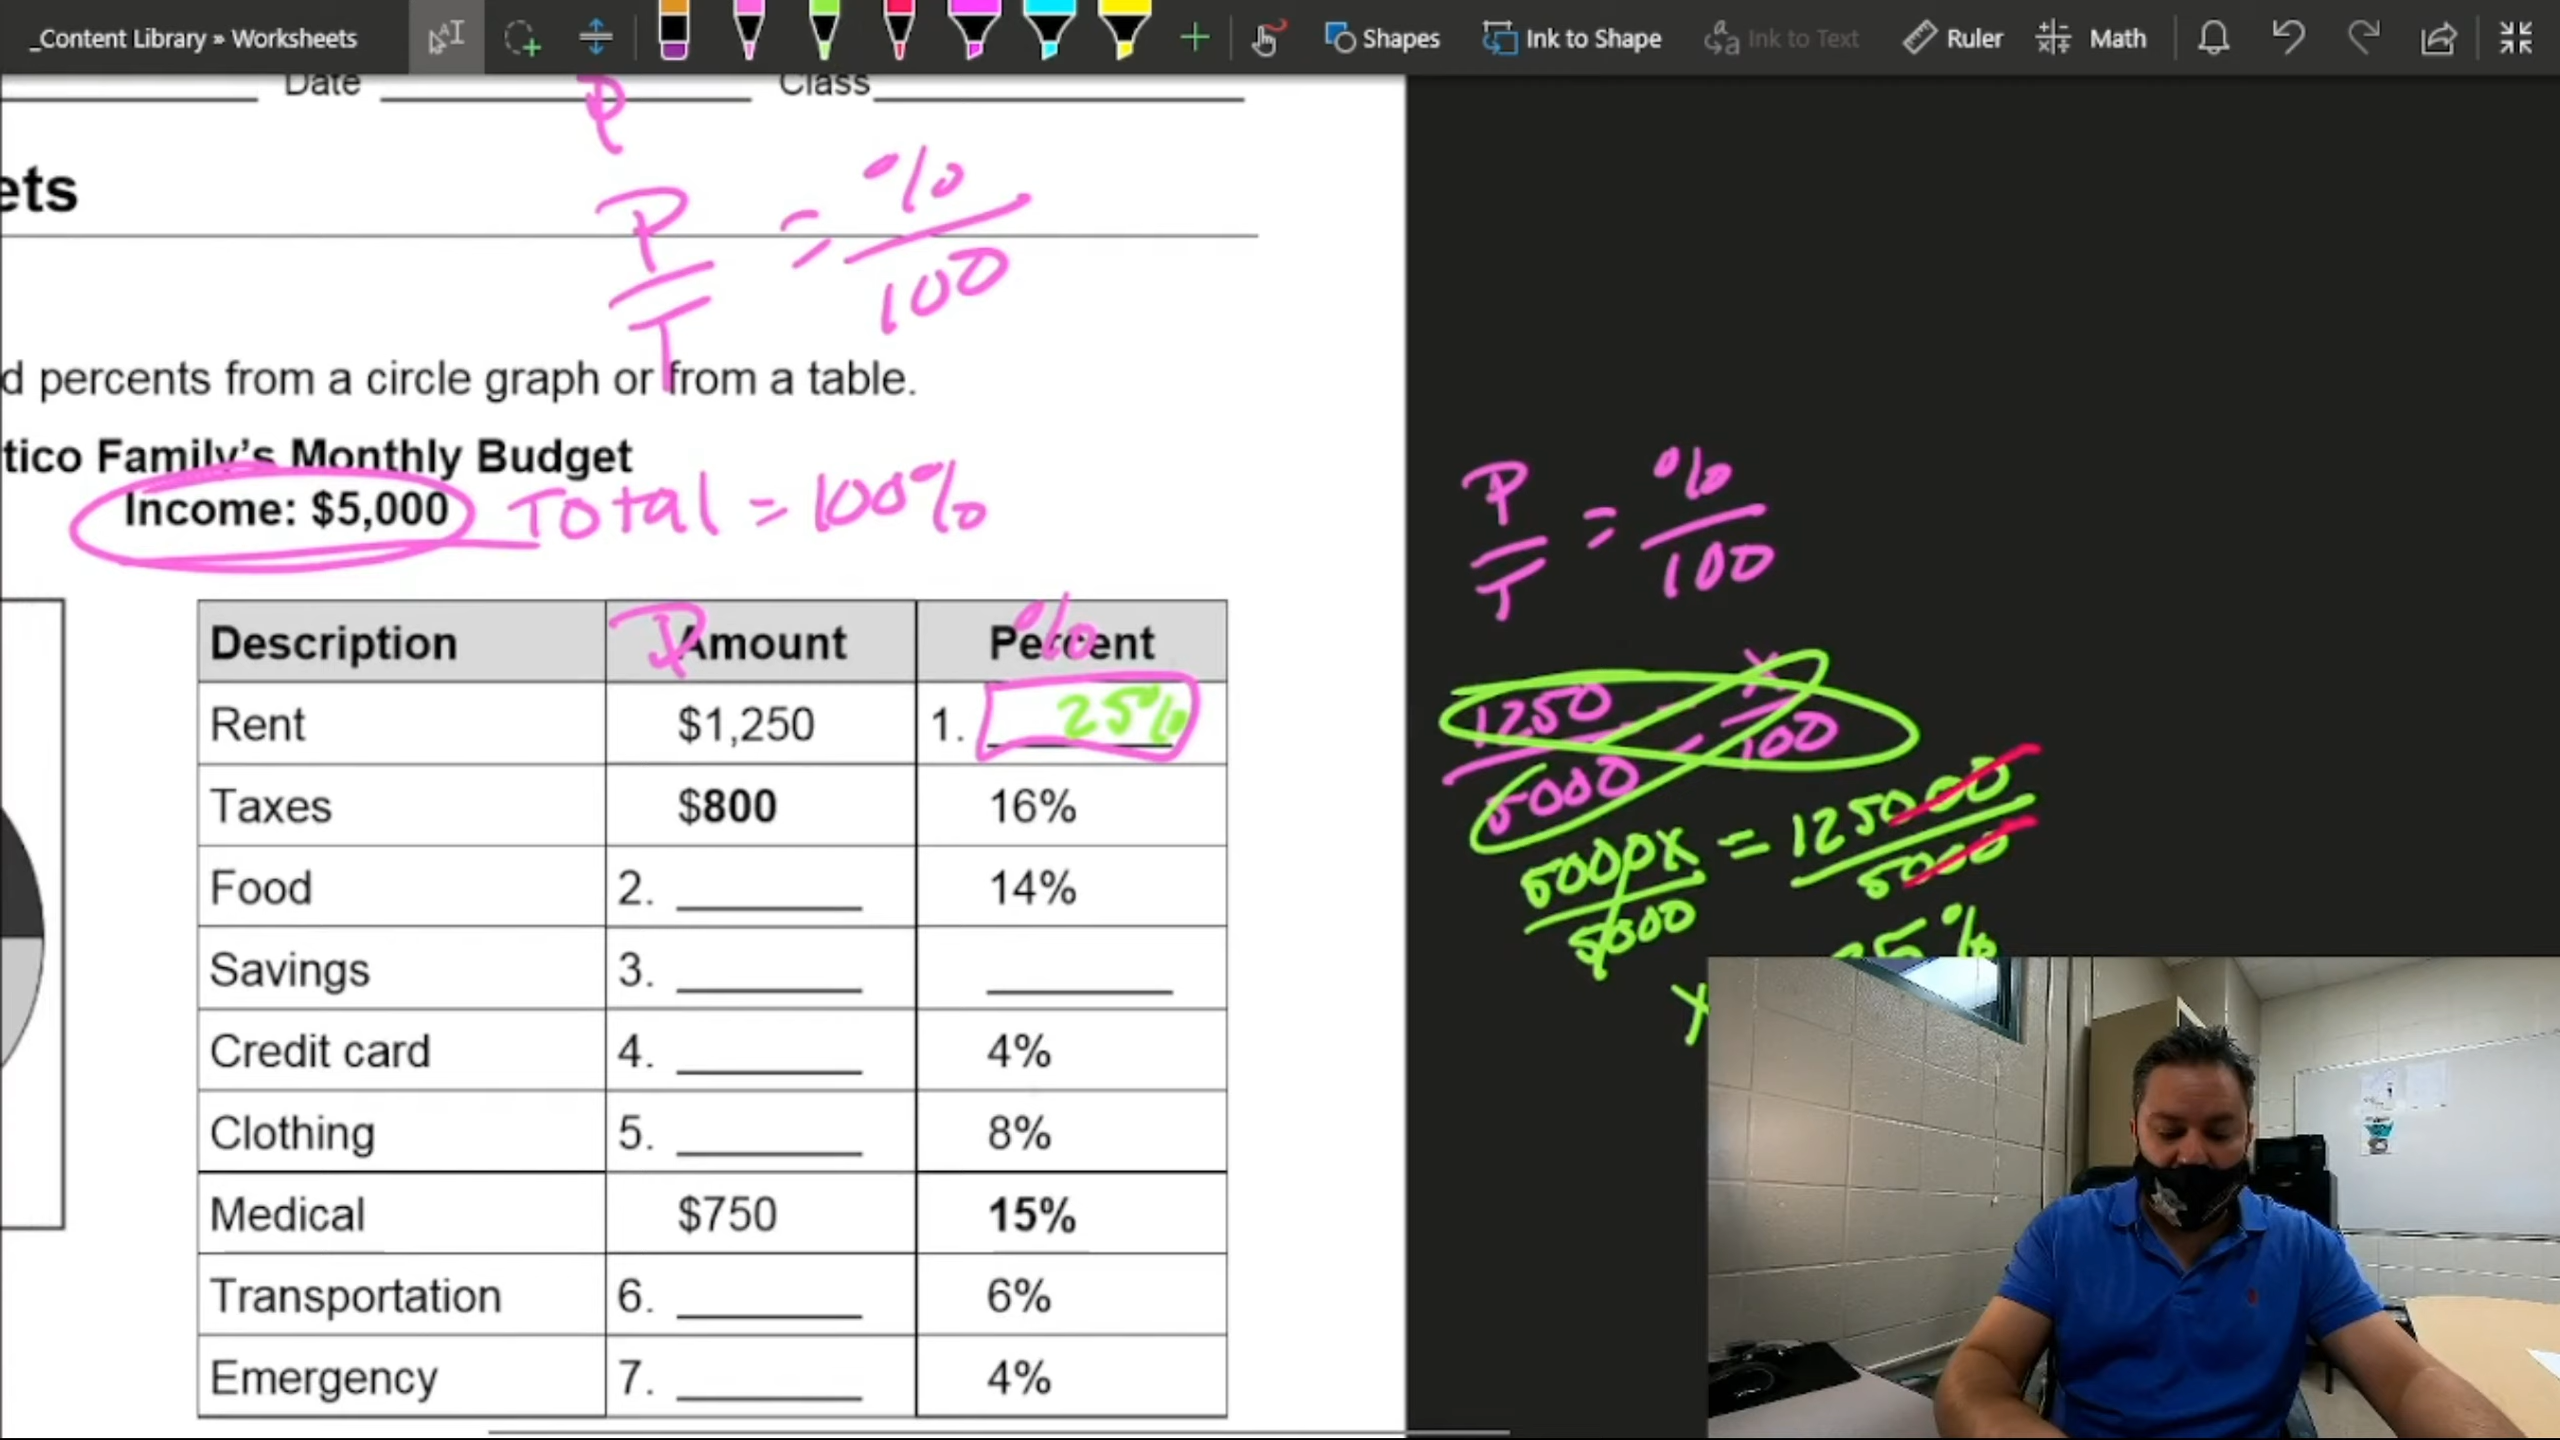 _Content Library » Worksheets
Shapes
Ink to Shape
Ink to Text
Ruler
Math
Date
Class
P
ets
P/T = %/100
d percents from a circle graph or from a table.
tico Family's Monthly Budget
Income: $5,000 Total = 100%
P %
Description Amount Percent
Rent $1,250 1. 25%
Taxes $800 16%
Food 2. 14%
Savings 3.
Credit card 4. 4%
Clothing 5. 8%
Medical $750 15%
Transportation 6. 6%
Emergency 7. 4%
P/T = %/100
1250/5000 = x/100
5000x/5000 = 125000/5000
x 25%